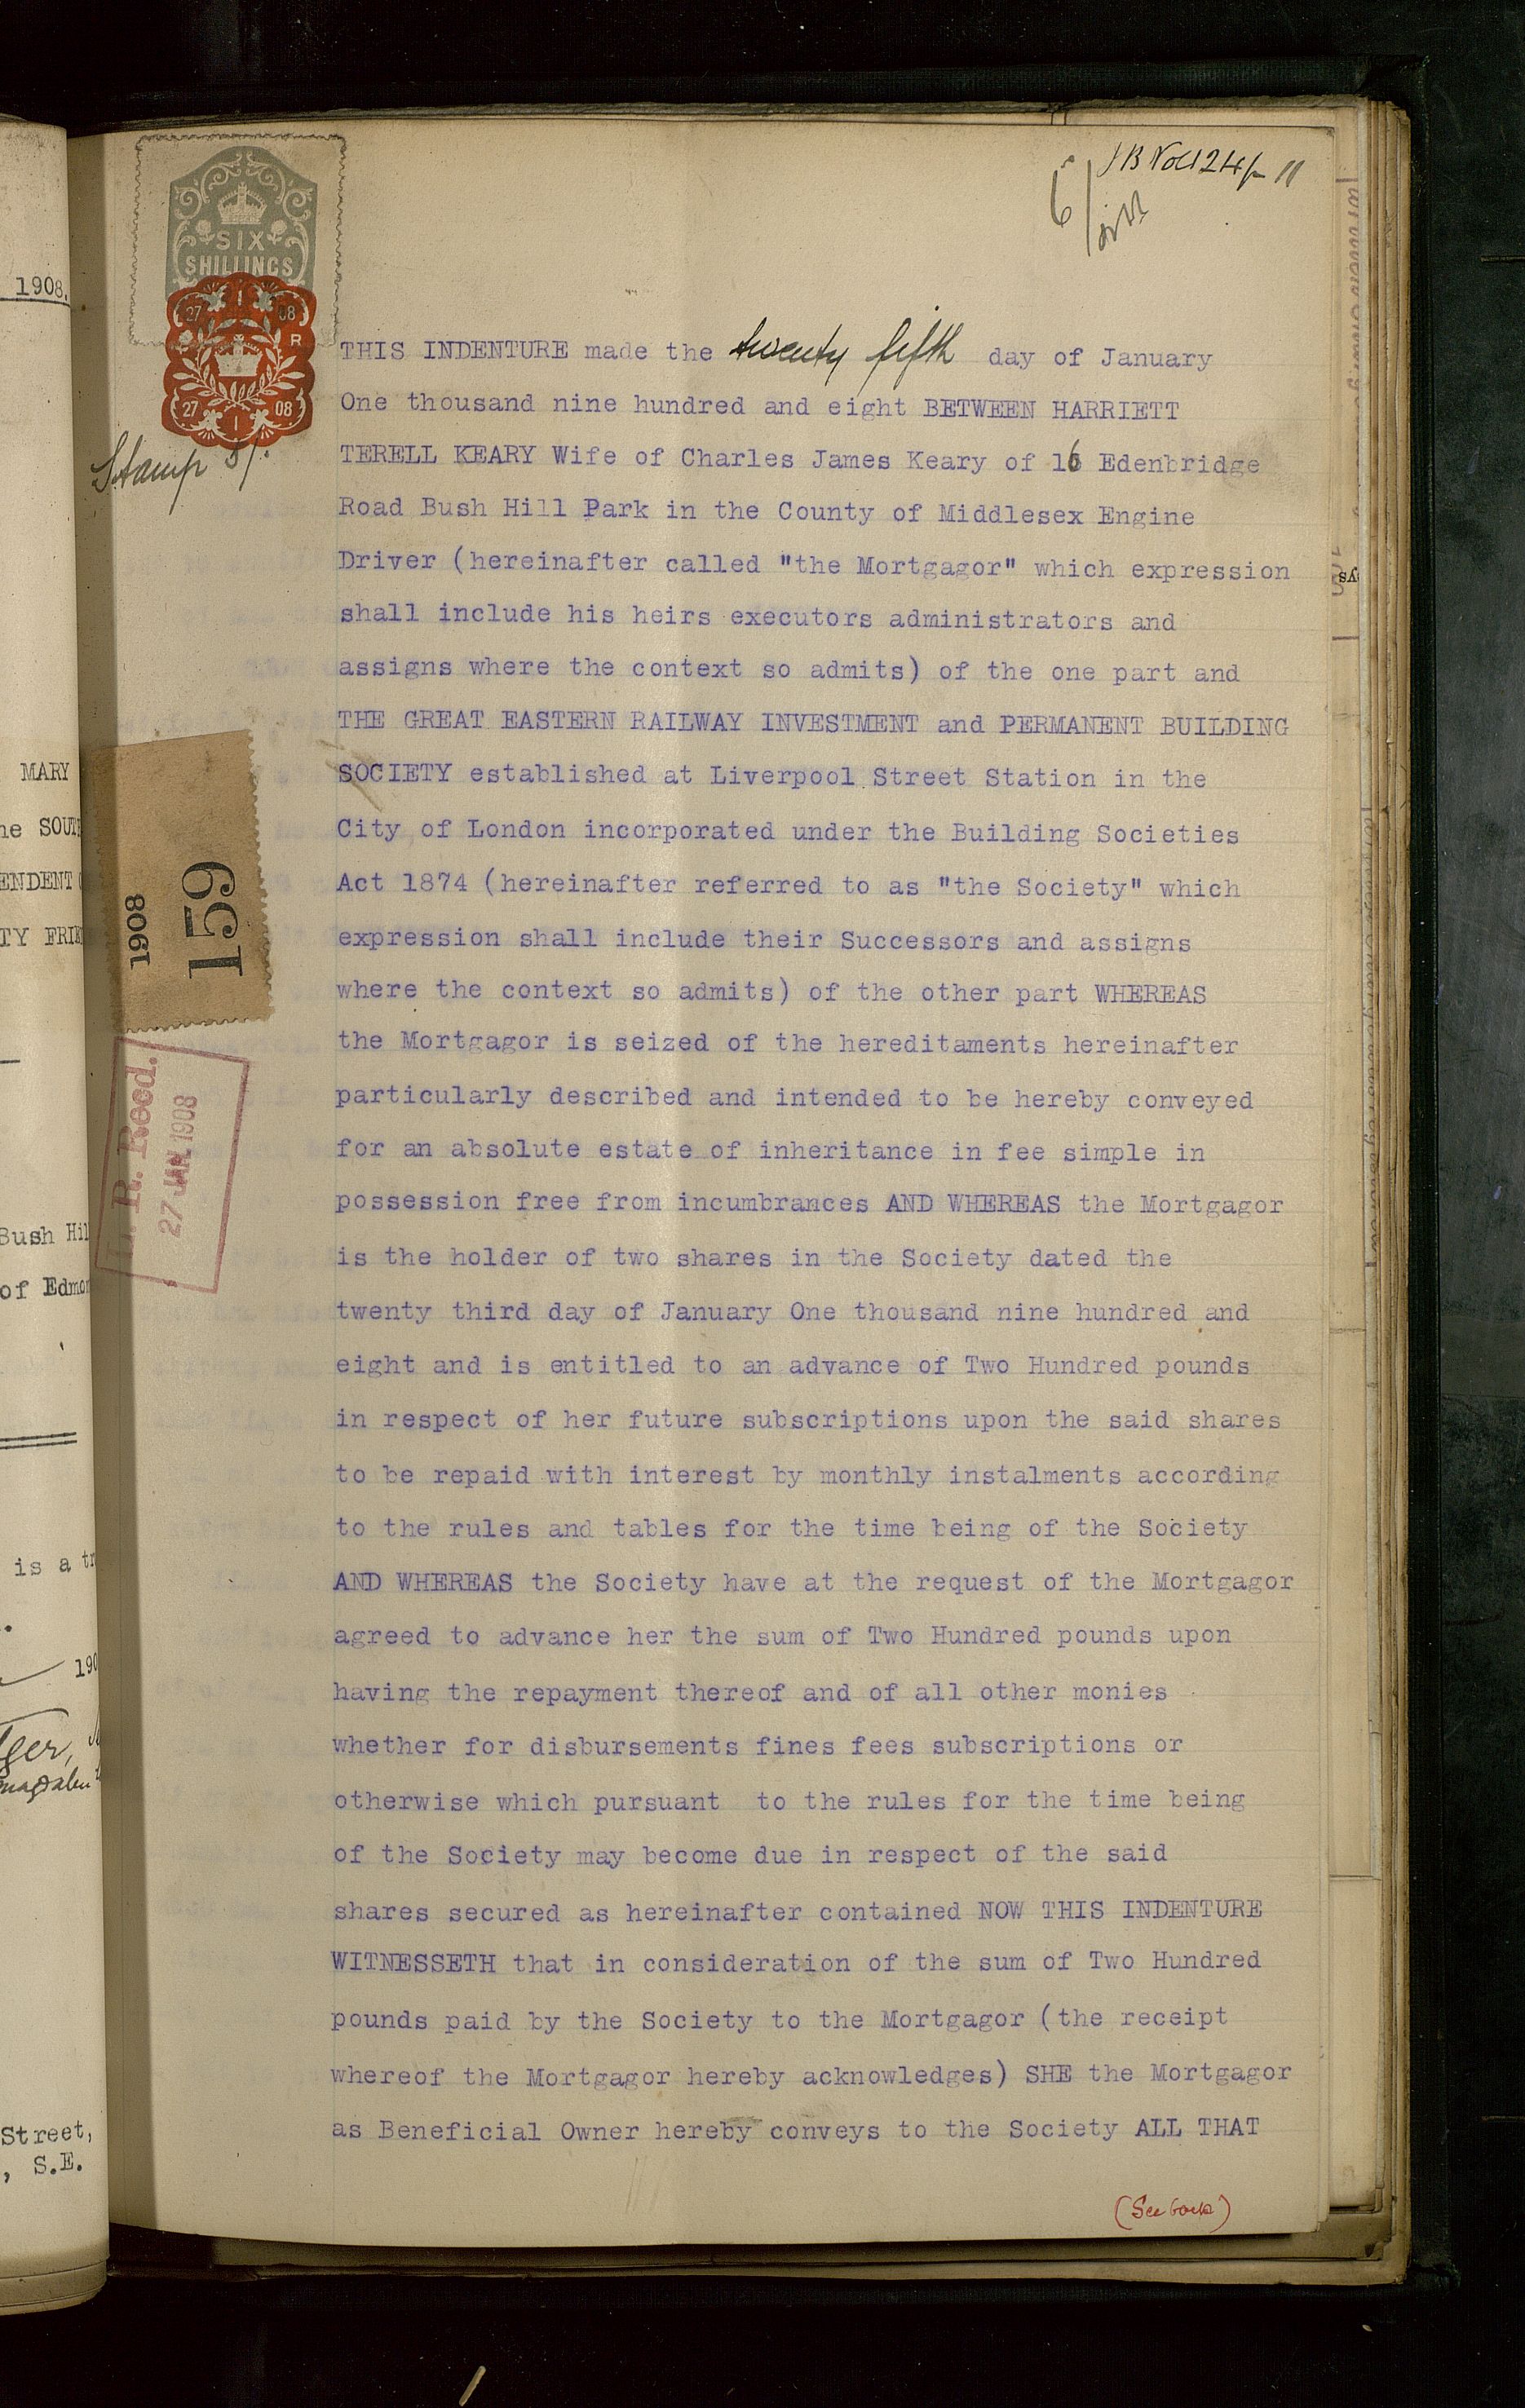 1908.
MARY
he SOUTH
ENDENT
TY FRIE
Bush Hil
of Edmon
is a tr
190
Street,
, S.E.
SIX
SHILLINGS
27 08
R
27 08
Stamp 5/.
1908
159
L. R. Recd.
27 JAN. 1908
6/
THIS INDENTURE made the twenty fifth day of January
One thousand nine hundred and eight BETWEEN HARRIETT
TERELL KEARY Wife of Charles James Keary of 16 Edenbridge
Road Bush Hill Park in the County of Middlesex Engine
Driver (hereinafter called "the Mortgagor" which expression
shall include his heirs executors administrators and
assigns where the context so admits) of the one part and
THE GREAT EASTERN RAILWAY INVESTMENT and PERMANENT BUILDING
SOCIETY established at Liverpool Street Station in the
City of London incorporated under the Building Societies
Act 1874 (hereinafter referred to as "the Society" which
expression shall include their Successors and assigns
where the context so admits) of the other part WHEREAS
the Mortgagor is seized of the hereditaments hereinafter
particularly described and intended to be hereby conveyed
for an absolute estate of inheritance in fee simple in
possession free from incumbrances AND WHEREAS the Mortgagor
is the holder of two shares in the Society dated the
twenty third day of January One thousand nine hundred and
eight and is entitled to an advance of Two Hundred pounds
in respect of her future subscriptions upon the said shares
to be repaid with interest by monthly instalments according
to the rules and tables for the time being of the Society
AND WHEREAS the Society have at the request of the Mortgagor
agreed to advance her the sum of Two Hundred pounds upon
having the repayment thereof and of all other monies
whether for disbursements fines fees subscriptions or
otherwise which pursuant to the rules for the time being
of the Society may become due in respect of the said
shares secured as hereinafter contained NOW THIS INDENTURE
WITNESSETH that in consideration of the sum of Two Hundred
pounds paid by the Society to the Mortgagor (the receipt
whereof the Mortgagor hereby acknowledges) SHE the Mortgagor
as Beneficial Owner hereby conveys to the Society ALL THAT
(See back)